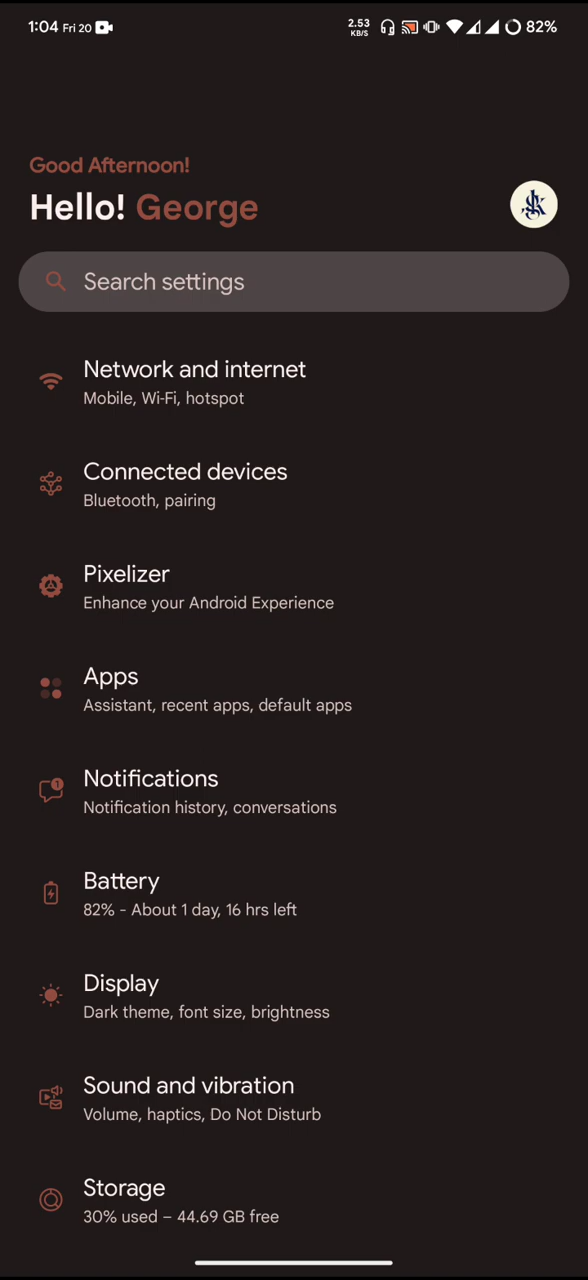 1:04 Fri 20
2.53 KB/S
82%
Good Afternoon!
Hello! George
Search settings
Network and internet
Mobile, Wi-Fi, hotspot
Connected devices
Bluetooth, pairing
Pixelizer
Enhance your Android Experience
Apps
Assistant, recent apps, default apps
1
Notifications
Notification history, conversations
Battery
82% - About 1 day, 16 hrs left
Display
Dark theme, font size, brightness
Sound and vibration
Volume, haptics, Do Not Disturb
Storage
30% used – 44.69 GB free